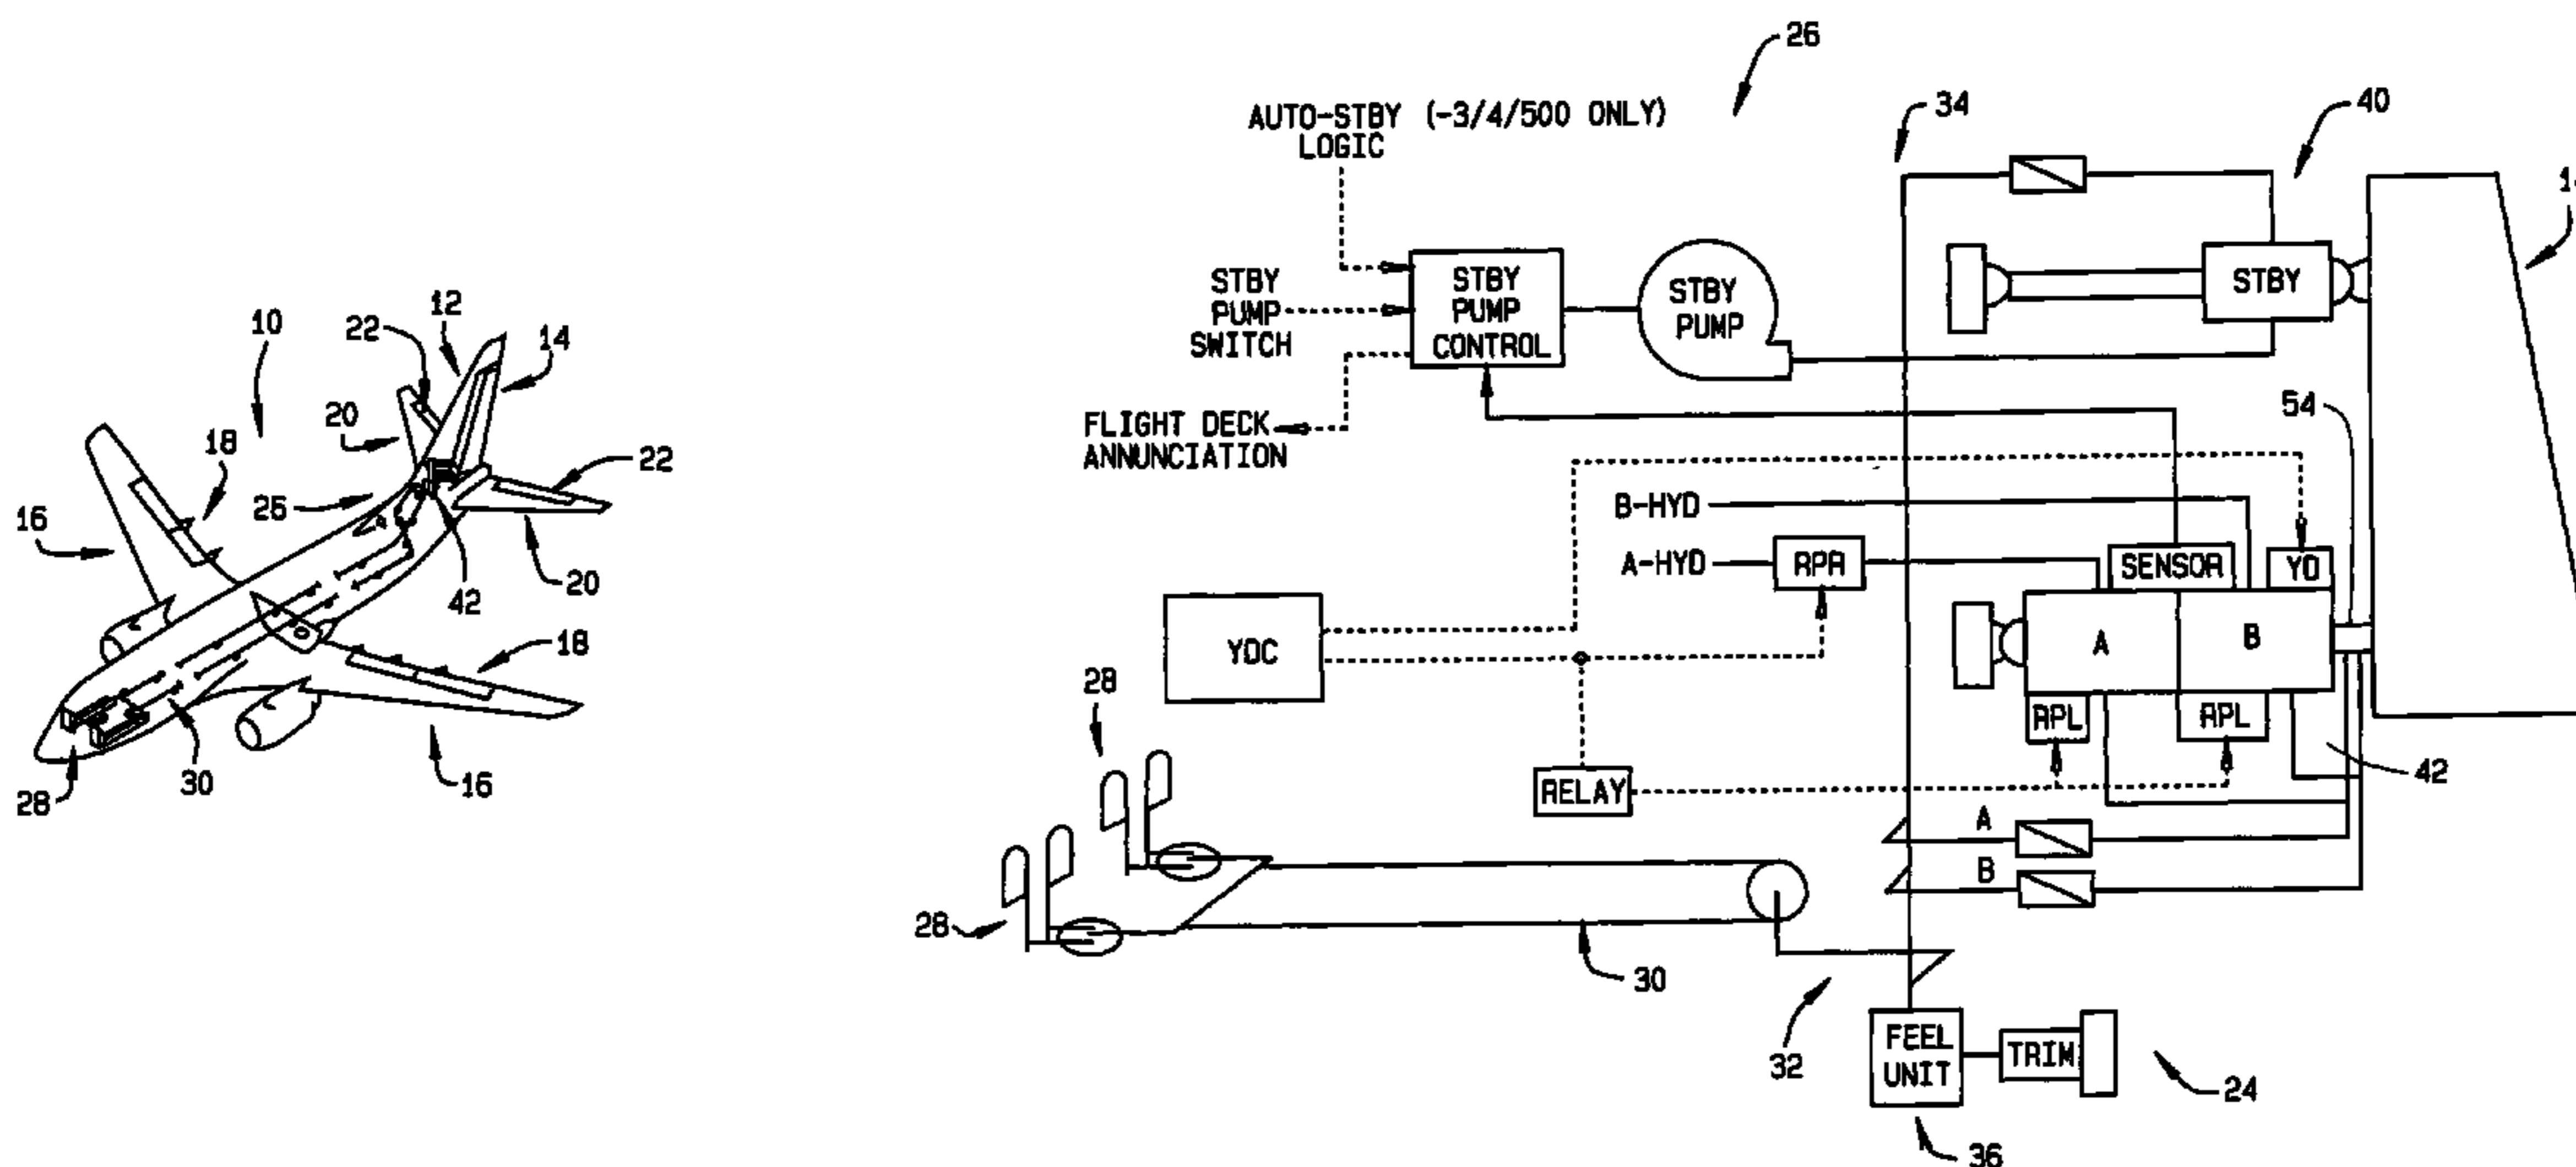 10
22
12
14
20
18
22
26
16
20
42
18
30
16
28
26
AUTO-STBY (-3/4/500 ONLY)
LOGIC
34
40
STBY
PUMP
SWITCH
STBY
PUMP
CONTROL
STBY
PUMP
STBY
FLIGHT DECK
ANNUNCIATION
54
B-HYD
A-HYD
RPR
SENSOR
YD
YDC
A
B
RPL
RPL
28
42
RELAY
A
B
28
30
32
FEEL
UNIT
TRIM
24
36